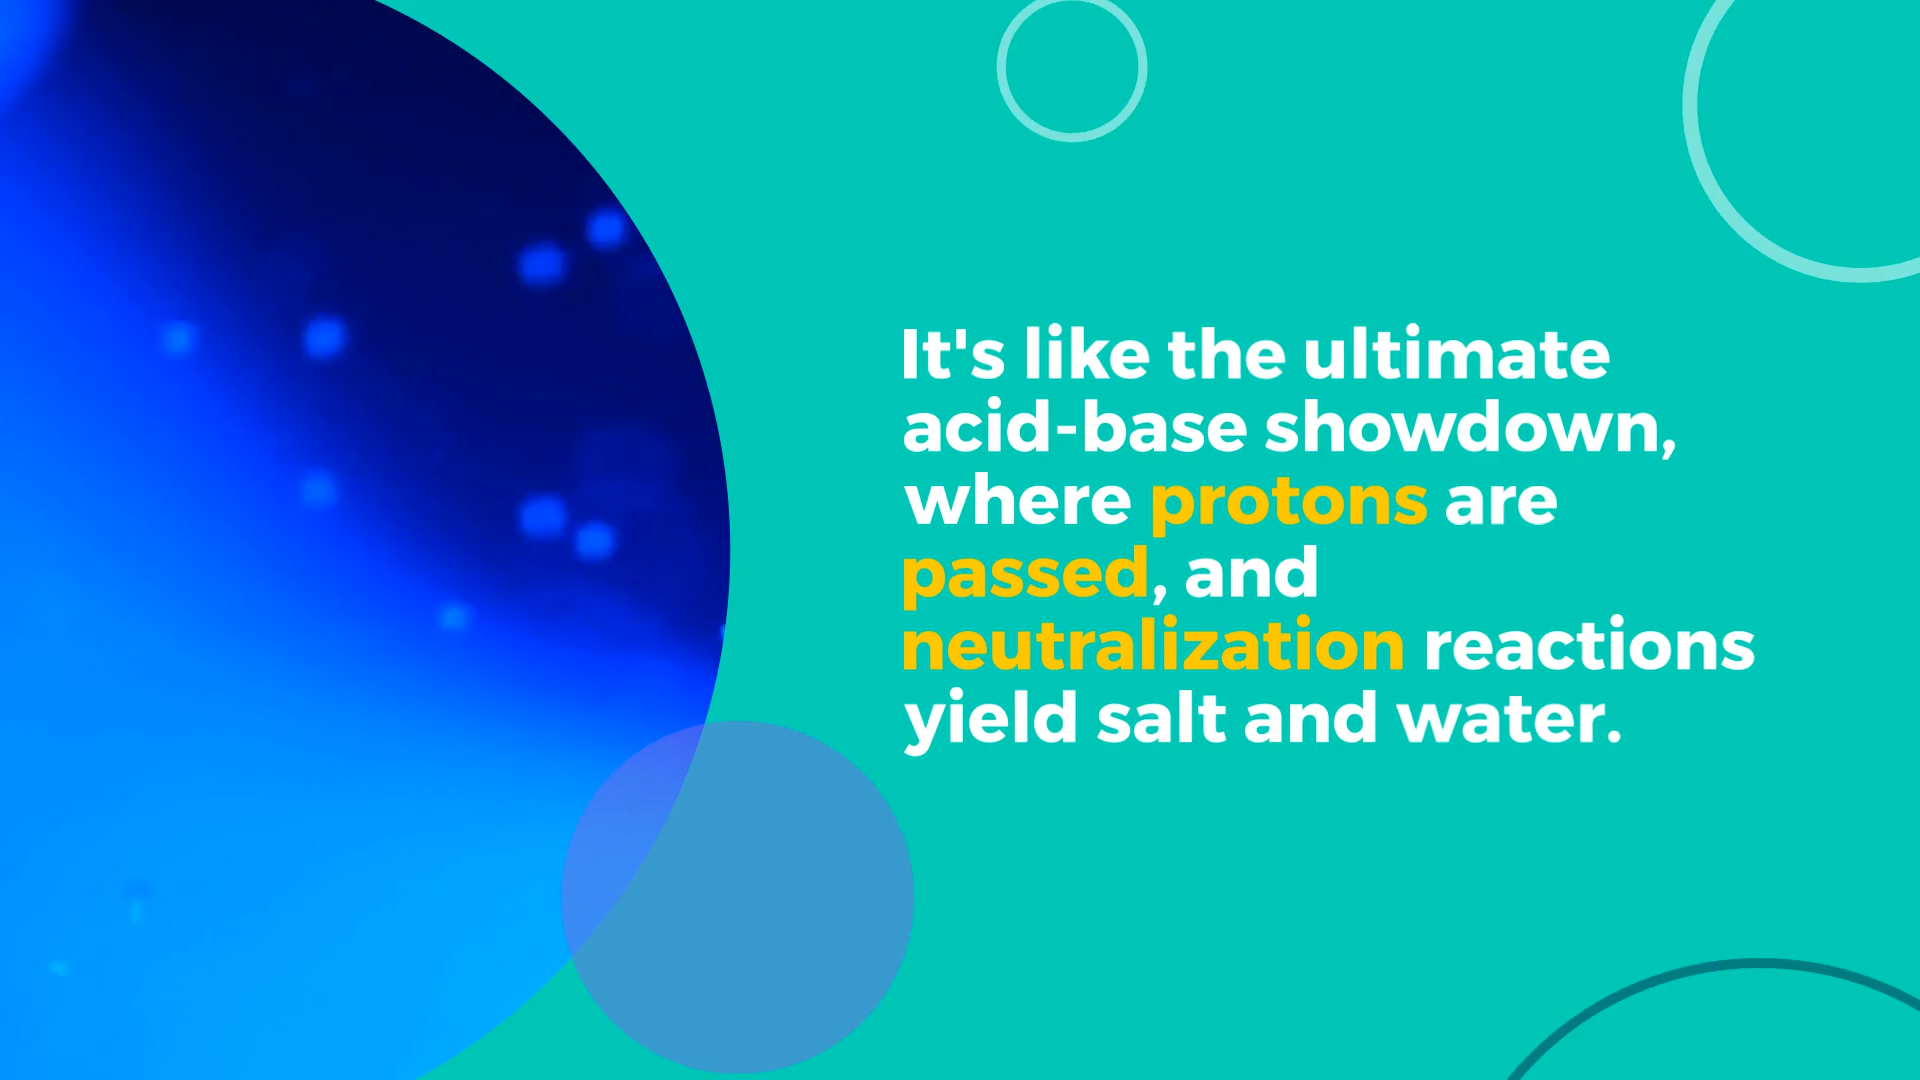 It's like the ultimate
acid-base showdown,
where protons are
passed, and
neutralization reactions
yield salt and water.